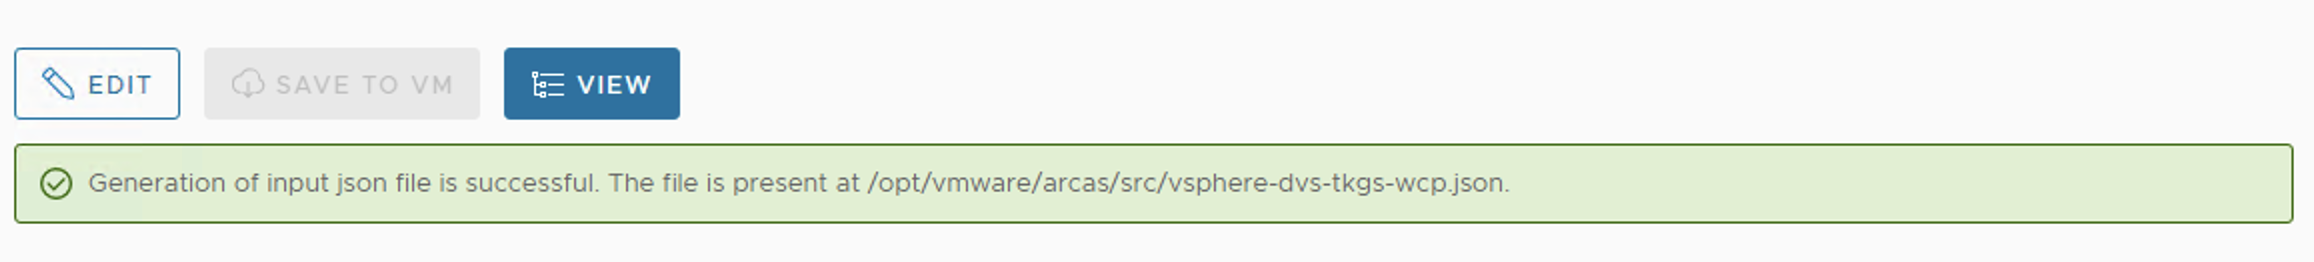 EDIT SAVE TO VM VIEW
Generation of input json file is successful. The file is present at /opt/vmware/arcas/src/vsphere-dvs-tkgs-wcp.json.